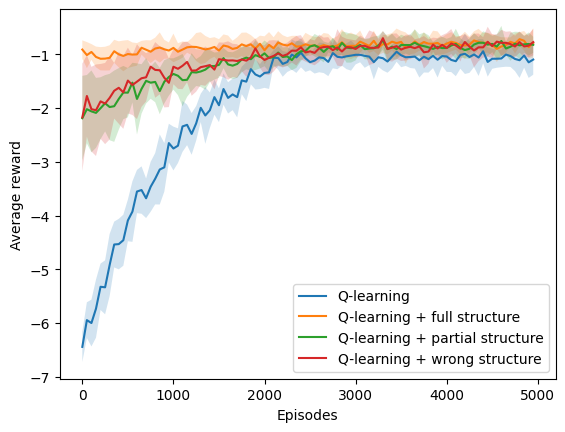 −1
−2
−3
−4
−5
−6
−7
Average reward
0
1000
2000
3000
4000
5000
Episodes
Q-learning
Q-learning + full structure
Q-learning + partial structure
Q-learning + wrong structure